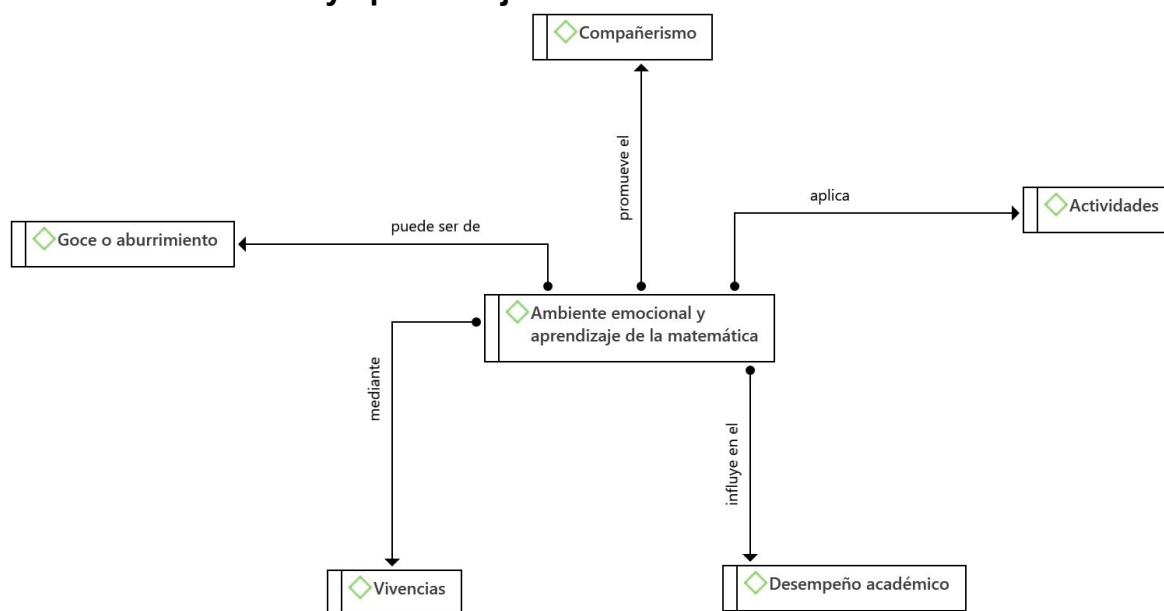 Compañerismo
promueve el
aplica
Actividades
puede ser de
Goce o aburrimiento
Ambiente emocional y
aprendizaje de la matemática
mediante
influye en el
Vivencias
Desempeño académico